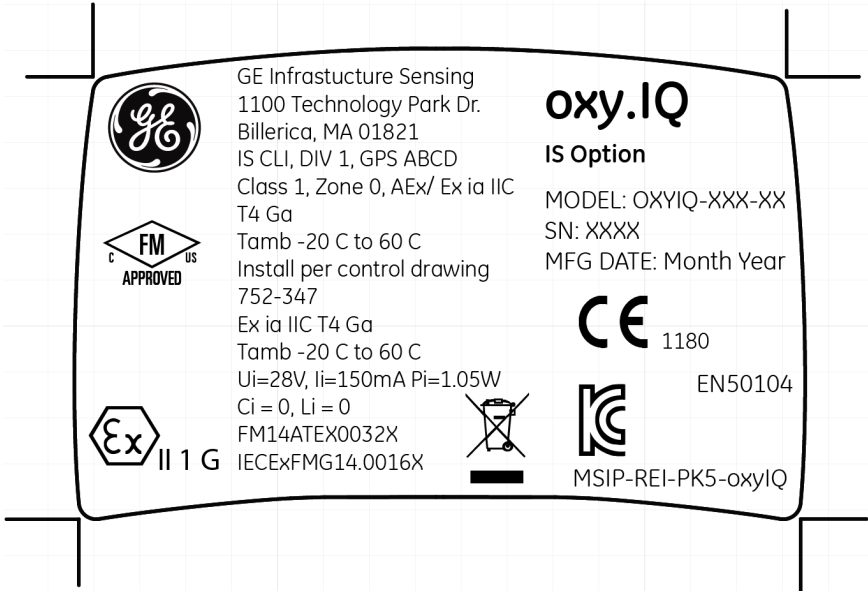 GE
GE Infrastucture Sensing
1100 Technology Park Dr.
Billerica, MA 01821
IS CLI, DIV 1, GPS ABCD
Class 1, Zone 0, AEx/ Ex ia IIC
T4 Ga
Tamb -20 C to 60 C
Install per control drawing
752-347
Ex ia IIC T4 Ga
Tamb -20 C to 60 C
Ui=28V, Ii=150mA Pi=1.05W
Ci = 0, Li = 0
FM14ATEX0032X
IECExFMG14.0016X
C FM US
APPROVED
Ex II 1 G
oxy.IQ
IS Option
MODEL: OXYIQ-XXX-XX
SN: XXXX
MFG DATE: Month Year
CE 1180
EN50104
KC
MSIP-REI-PK5-oxyIQ